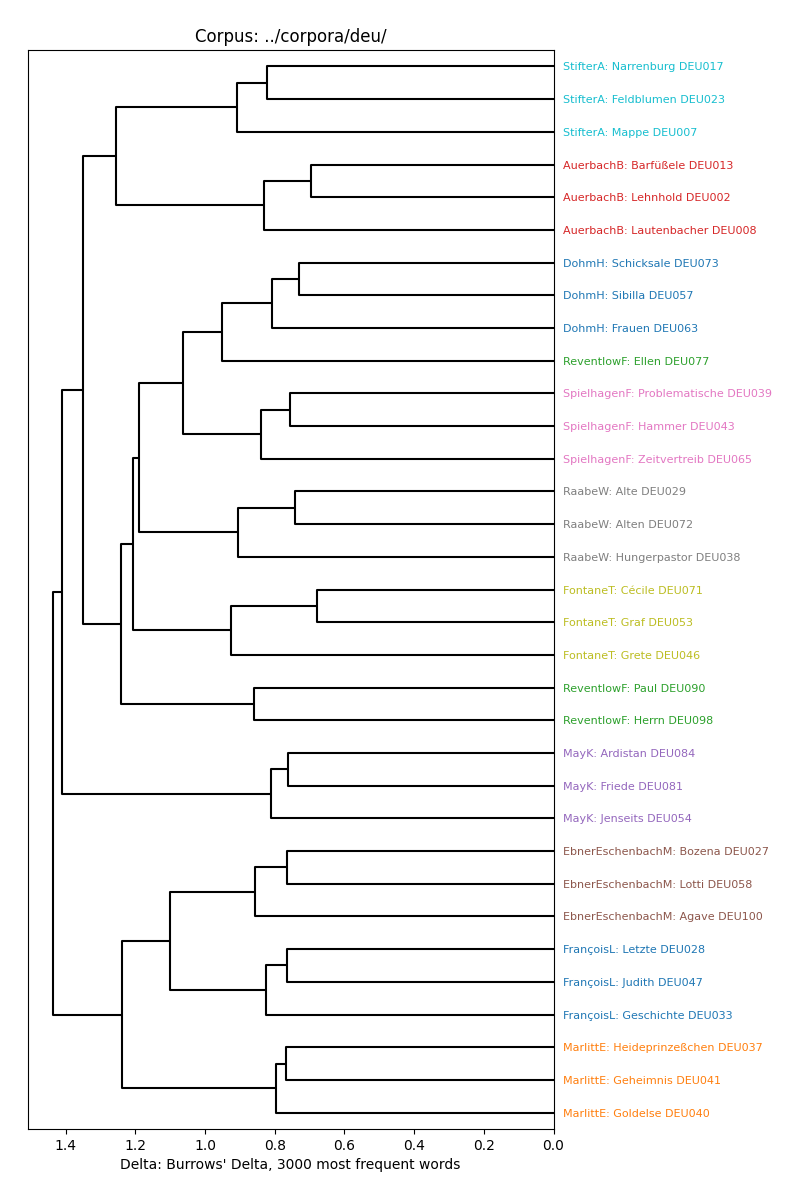 Corpus: ../corpora/deu/
StifterA: Narrenburg DEU017
StifterA: Feldblumen DEU023
StifterA: Mappe DEU007
AuerbachB: Barfüßele DEU013
AuerbachB: Lehnhold DEU002
AuerbachB: Lautenbacher DEU008
DohmH: Schicksale DEU073
DohmH: Sibilla DEU057
DohmH: Frauen DEU063
ReventlowF: Ellen DEU077
SpielhagenF: Problematische DEU039
SpielhagenF: Hammer DEU043
SpielhagenF: Zeitvertreib DEU065
RaabeW: Alte DEU029
RaabeW: Alten DEU072
RaabeW: Hungerpastor DEU038
FontaneT: Cécile DEU071
FontaneT: Graf DEU053
FontaneT: Grete DEU046
ReventlowF: Paul DEU090
ReventlowF: Herrn DEU098
MayK: Ardistan DEU084
MayK: Friede DEU081
MayK: Jenseits DEU054
EbnerEschenbachM: Bozena DEU027
EbnerEschenbachM: Lotti DEU058
EbnerEschenbachM: Agave DEU100
FrançoisL: Letzte DEU028
FrançoisL: Judith DEU047
FrançoisL: Geschichte DEU033
MarlittE: Heideprinzeßchen DEU037
MarlittE: Geheimnis DEU041
MarlittE: Goldelse DEU040
1.4 1.2 1.0 0.8 0.6 0.4 0.2 0.0
Delta: Burrows' Delta, 3000 most frequent words